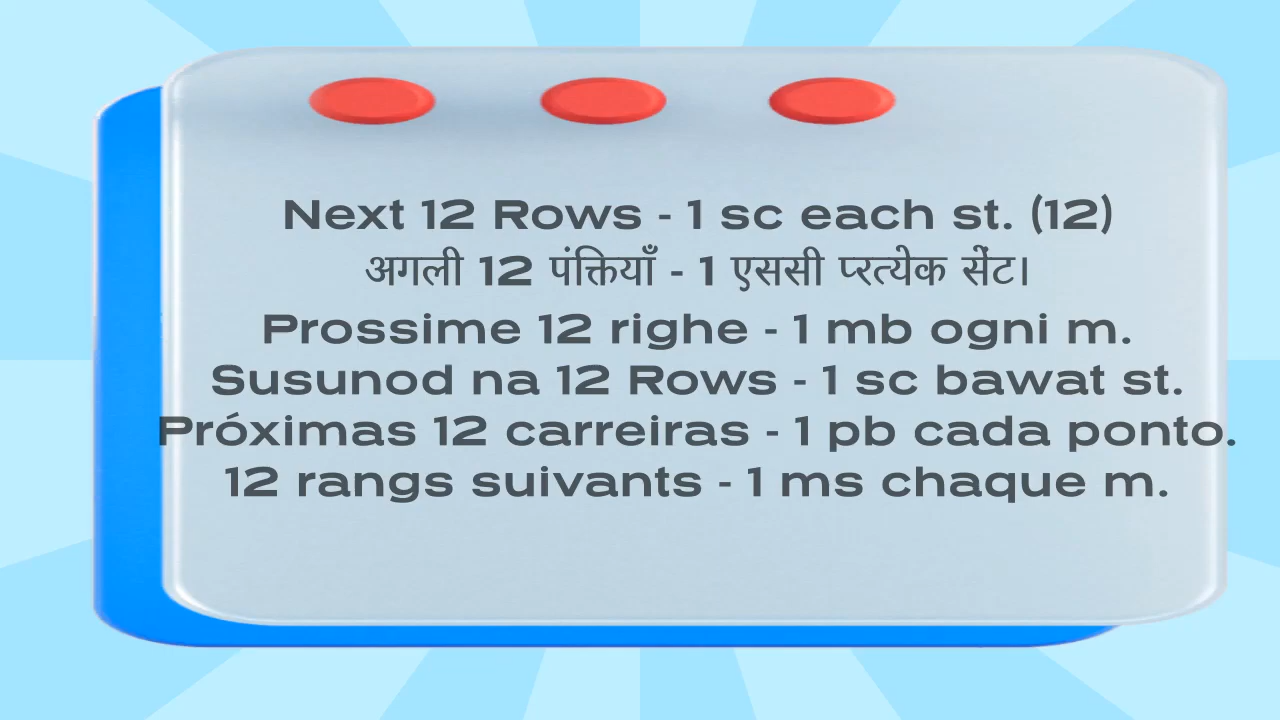 Next 12 Rows - 1 sc each st. (12)
अगली 12 पंक्तियाँ - 1 एससी प्रत्येक सेंट।
Prossime 12 righe - 1 mb ogni m.
Susunod na 12 Rows - 1 sc bawat st.
Próximas 12 carreiras - 1 pb cada ponto.
12 rangs suivants - 1 ms chaque m.